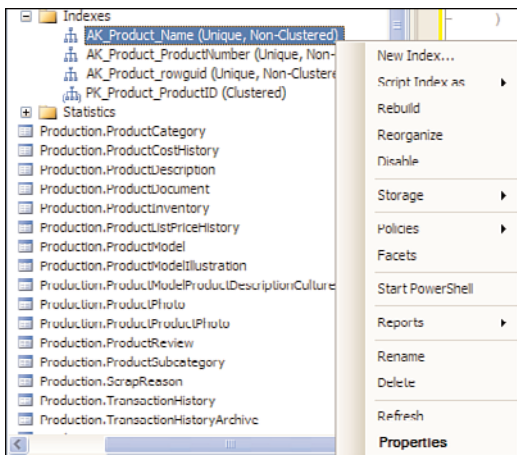 Indexes
AK_Product_Name (Unique, Non-Clustered)
AK_Product_ProductNumber (Unique, Non-
AK_Product_rowguid (Unique, Non-Clustere
PK_Product_ProductID (Clustered)
Statistics
Production.ProductCategory
Production.ProductCostHistory
Production.ProductDescription
Production.ProductDocument
Production.ProductInventory
Production.ProductListPriceHistory
Production.ProductModel
Production.ProductModelIllustration
Production.ProductModelProductDescriptionCulture
Production.ProductPhoto
Production.ProductProductPhoto
Production.ProductReview
Production.ProductSubcategory
Production.ScrapReason
Production.TransactionHistory
Production.TransactionHistoryArchive
)
New Index...
Script Index as
Rebuild
Reorganize
Disable
Storage
Policies
Facets
Start PowerShell
Reports
Rename
Delete
Refresh
Properties